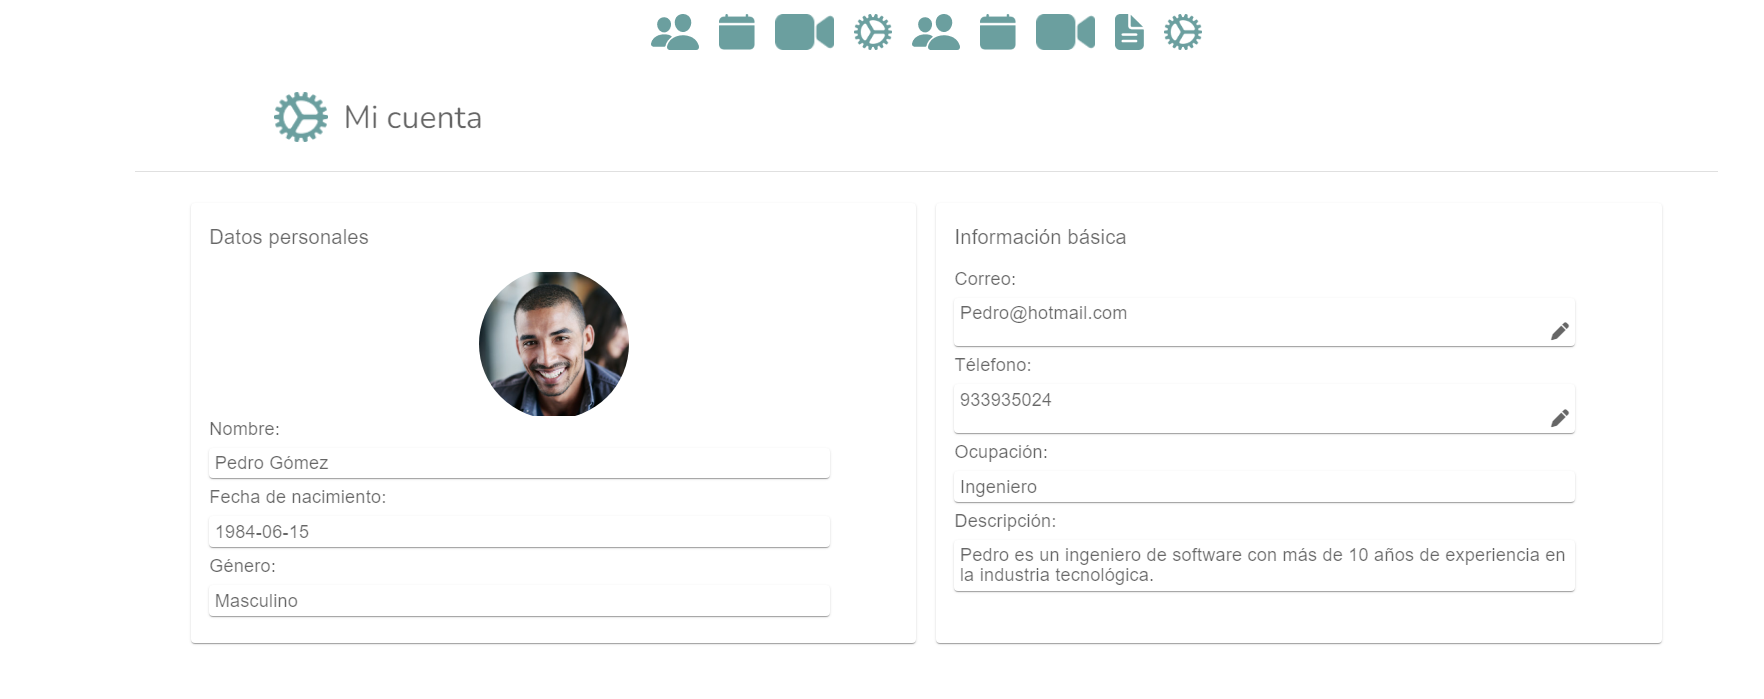 Mi cuenta
Datos personales
Nombre:
Pedro Gómez
Fecha de nacimiento:
1984-06-15
Género:
Masculino
Información básica
Correo:
Pedro@hotmail.com
Télefono:
933935024
Ocupación:
Ingeniero
Descripción:
Pedro es un ingeniero de software con más de 10 años de experiencia en
la industria tecnológica.